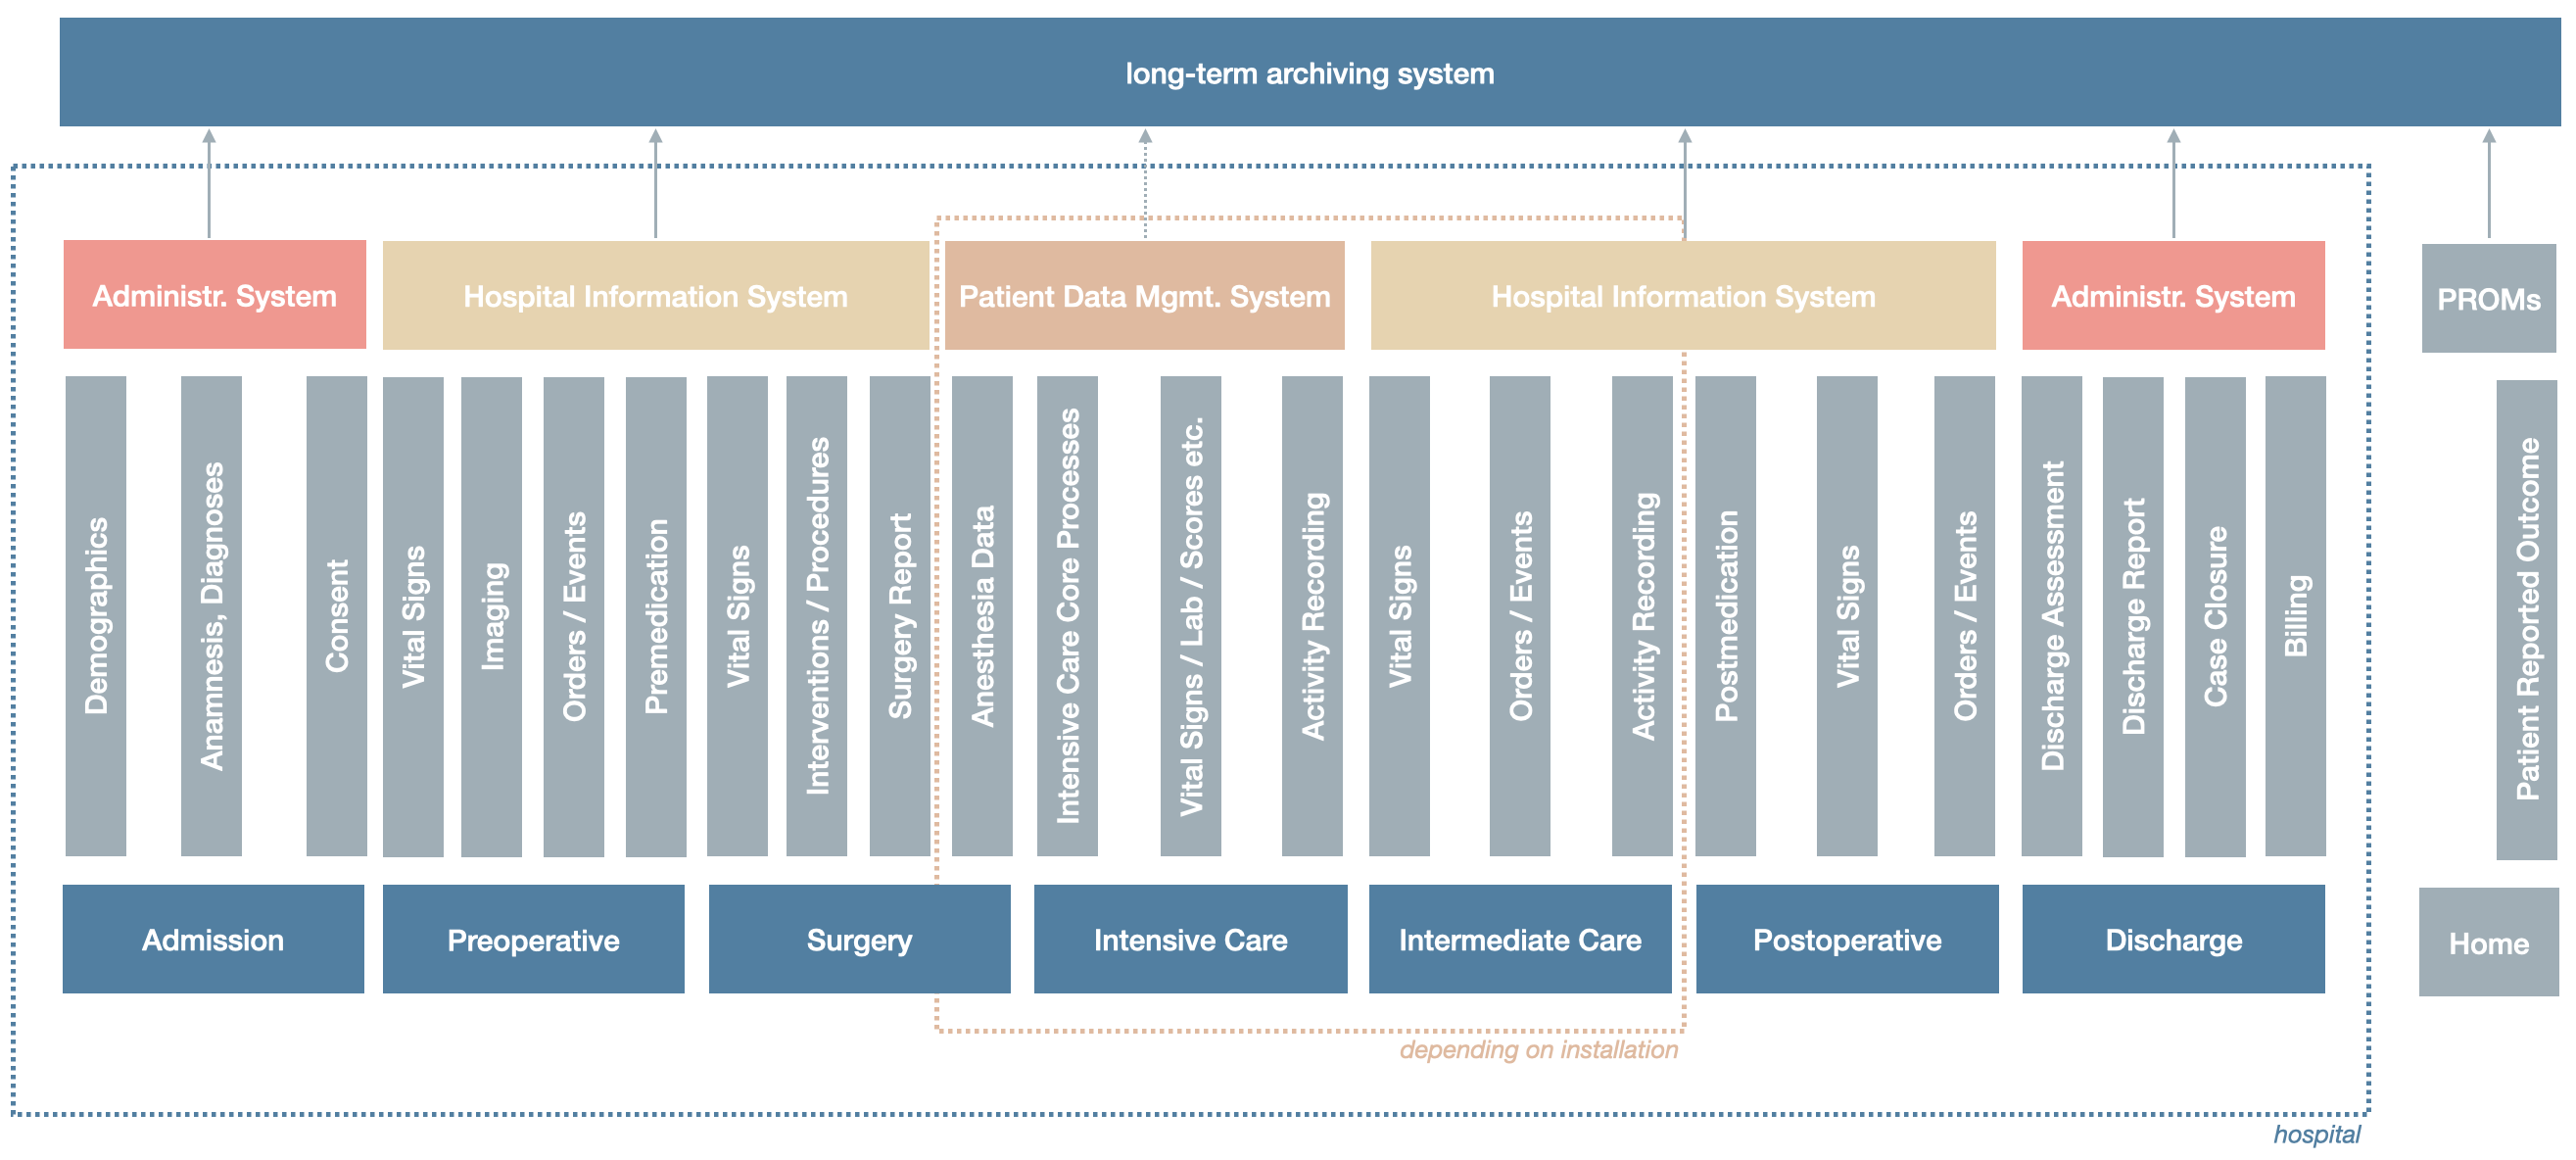 long-term archiving system
Administr. System
Hospital Information System
Patient Data Mgmt. System
Hospital Information System
Administr. System
PROMs
Demographics
Anamnesis, Diagnoses
Consent
Vital Signs
Imaging
Orders / Events
Premedication
Vital Signs
Interventions / Procedures
Surgery Report
Anesthesia Data
Intensive Care Core Processes
Vital Signs / Lab / Scores etc.
Activity Recording
Vital Signs
Orders / Events
Activity Recording
Postmedication
Vital Signs
Orders / Events
Discharge Assessment
Discharge Report
Case Closure
Billing
Patient Reported Outcome
Admission
Preoperative
Surgery
Intensive Care
Intermediate Care
Postoperative
Discharge
Home
depending on installation
hospital